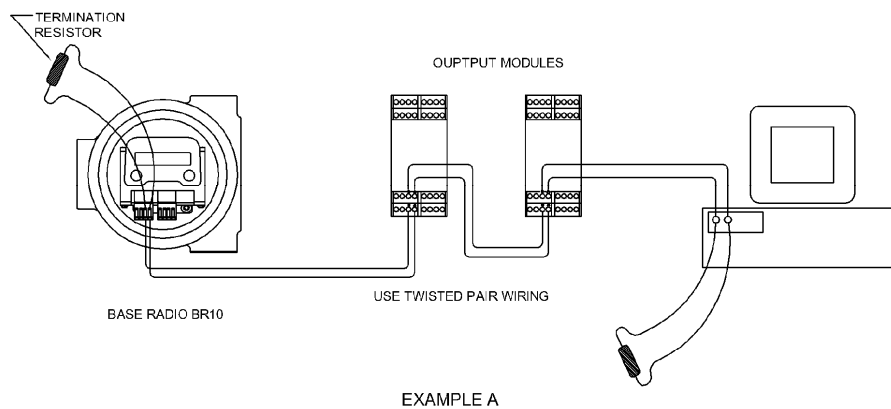 TERMINATION
RESISTOR
OUPTPUT MODULES
BASE RADIO BR10
USE TWISTED PAIR WIRING
EXAMPLE A